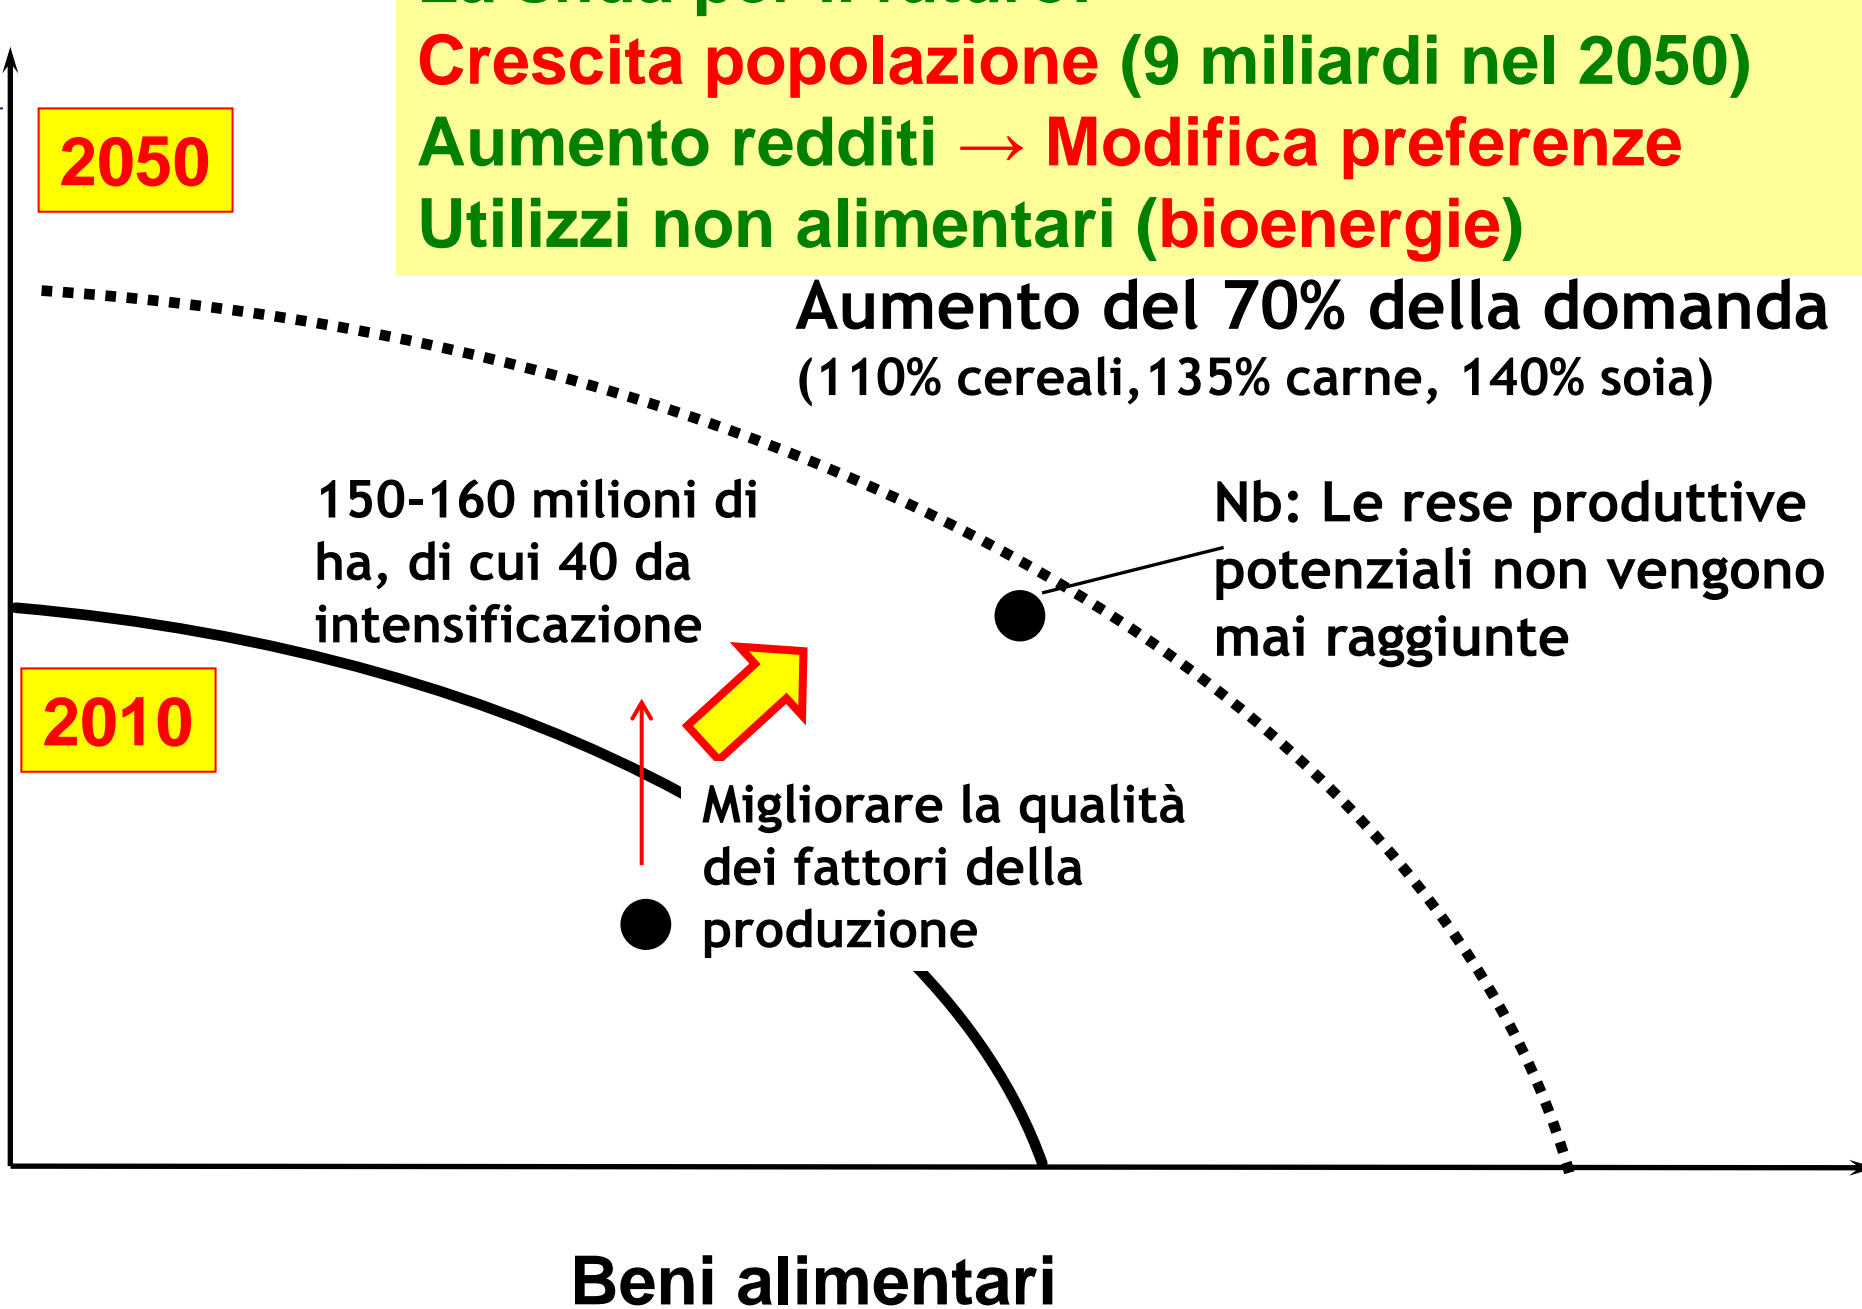 Crescita popolazione (9 miliardi nel 2050)
Aumento redditi → Modifica preferenze
Utilizzi non alimentari (bioenergie)
2050
Aumento del 70% della domanda
(110% cereali,135% carne, 140% soia)
150-160 milioni di
ha, di cui 40 da
intensificazione
Nb: Le rese produttive
potenziali non vengono
mai raggiunte
2010
Migliorare la qualità
dei fattori della
produzione
Beni alimentari